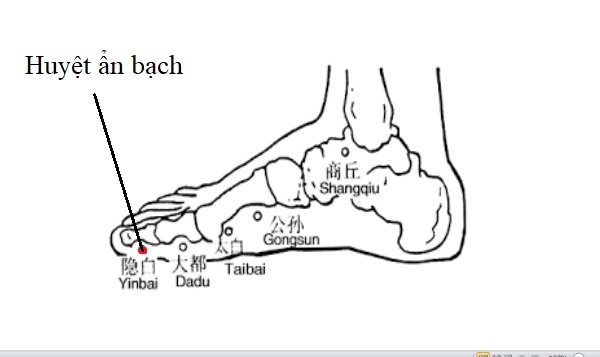 Huyệt ẩn bạch
商丘
Shangqiu
公孙
Gongsun
太白
Taibai
大都
Dadu
隐白
Yinbai